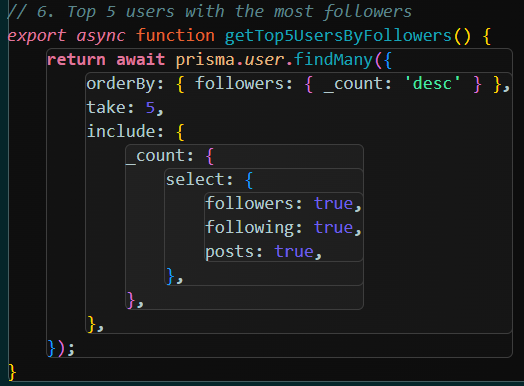 // 6. Top 5 users with the most followers
export async function getTop5UsersByFollowers() {
return await prisma.user.findMany({
orderBy: { followers: { _count: 'desc' } },
take: 5,
include: {
_count: {
select: {
followers: true,
following: true,
posts: true,
},
},
},
});
}